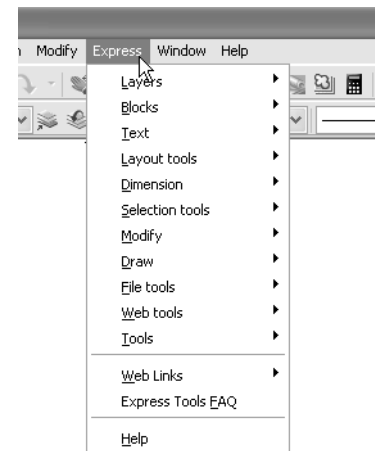 Modify Express Window Help
Layers
Blocks
Text
Layout tools
Dimension
Selection tools
Modify
Draw
File tools
Web tools
Tools
Web Links
Express Tools FAQ
Help